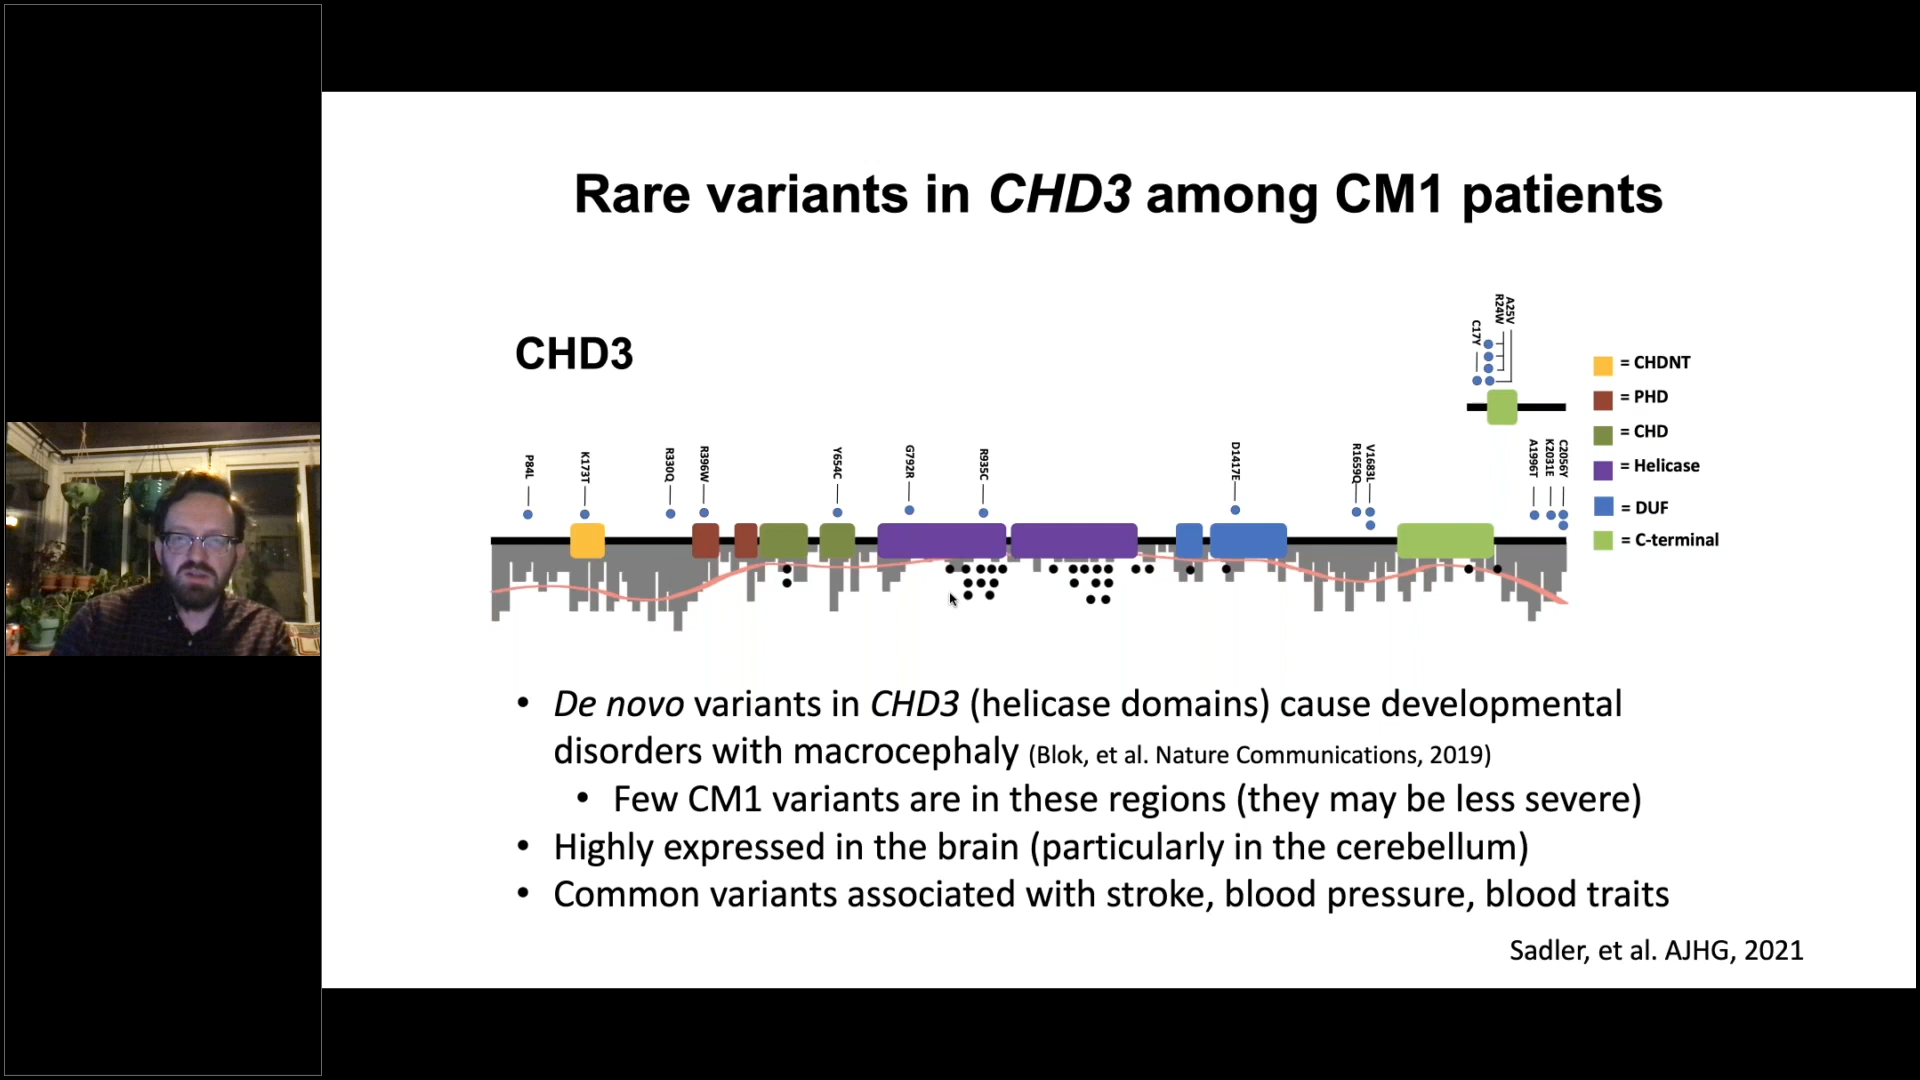 Rare variants in CHD3 among CM1 patients
CHD3
A25V
R24W
C17Y
= CHDNT
= PHD
= CHD
= Helicase
= DUF
= C-terminal
P84L
K173T
R330Q
R396W
Y654C
G792R
R935C
D1417E
R1659Q
V1683L
A1996T
K2031E
C2056Y
• De novo variants in CHD3 (helicase domains) cause developmental
disorders with macrocephaly (Blok, et al. Nature Communications, 2019)
• Few CM1 variants are in these regions (they may be less severe)
• Highly expressed in the brain (particularly in the cerebellum)
• Common variants associated with stroke, blood pressure, blood traits
Sadler, et al. AJHG, 2021